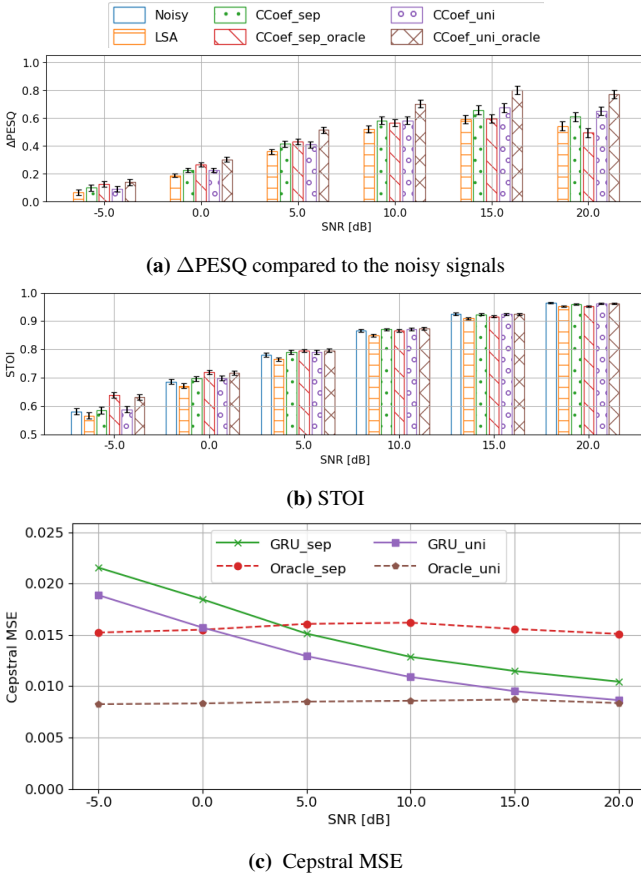 Noisy CCoef_sep CCoef_uni
LSA CCoef_sep_oracle CCoef_uni_oracle
1.0
0.8
0.6
0.4
0.2
0.0
ΔPESQ
-5.0 0.0 5.0 10.0 15.0 20.0
SNR [dB]
(a) ΔPESQ compared to the noisy signals
1.0
0.9
0.8
0.7
0.6
0.5
STOI
-5.0 0.0 5.0 10.0 15.0 20.0
SNR [dB]
(b) STOI
0.025
0.020
0.015
0.010
0.005
0.000
Cepstral MSE
GRU_sep GRU_uni
Oracle_sep Oracle_uni
-5.0 0.0 5.0 10.0 15.0 20.0
SNR [dB]
(c) Cepstral MSE